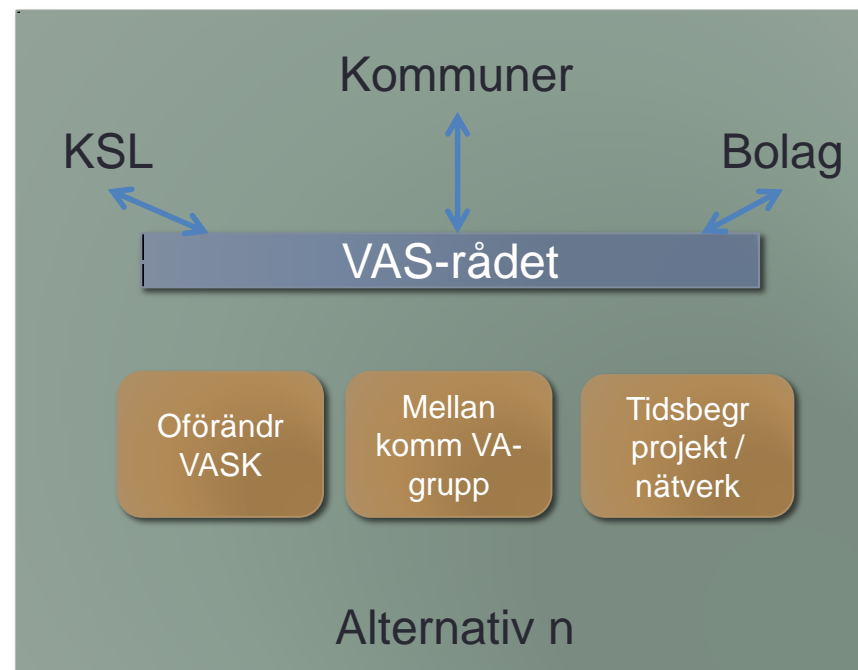 Kommuner
KSL
Bolag
VAS-rådet
Oförändr
VASK
Mellan
komm VA-
grupp
Tidsbegr
projekt /
nätverk
Alternativ n